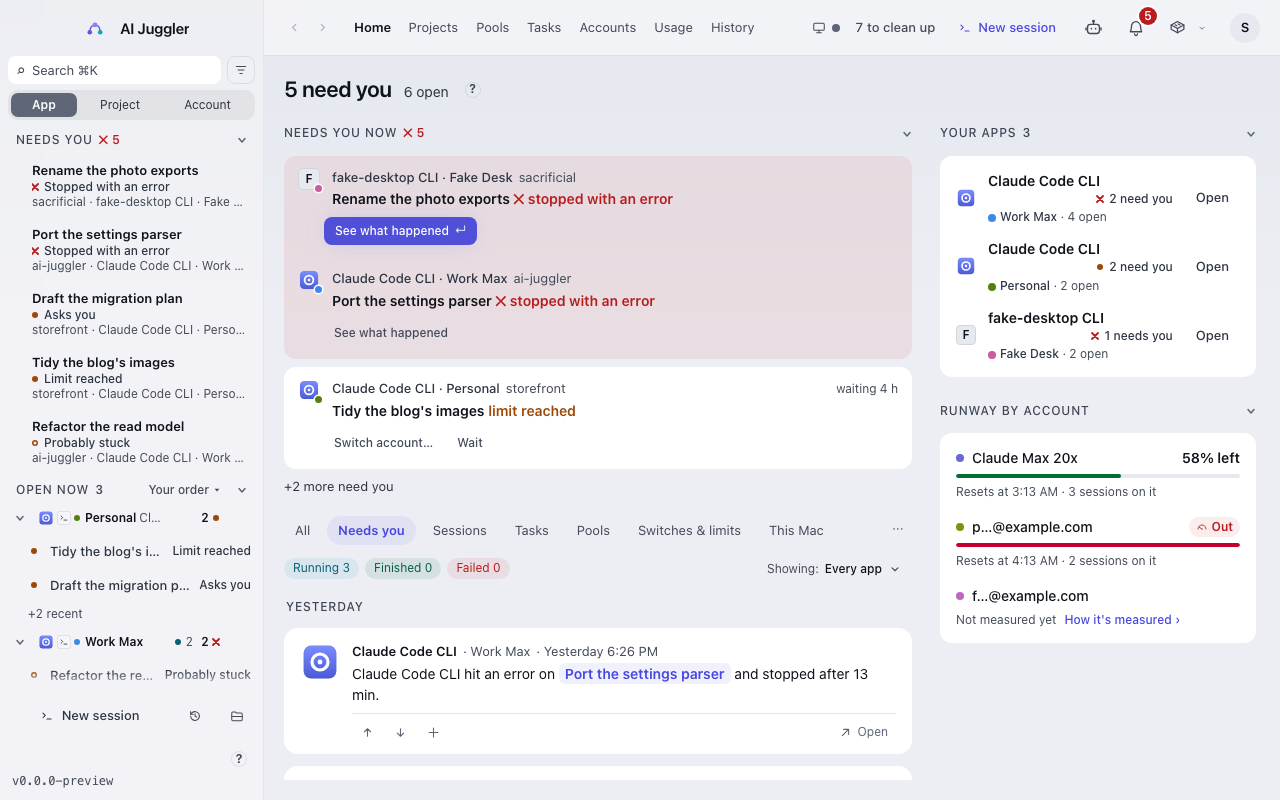 AI Juggler
Search ⌘K
App Project Account
NEEDS YOU 5
Rename the photo exports
Stopped with an error
sacrificial · fake-desktop CLI · Fake ...
Port the settings parser
Stopped with an error
ai-juggler · Claude Code CLI · Work ...
Draft the migration plan
Asks you
storefront · Claude Code CLI · Perso...
Tidy the blog's images
Limit reached
storefront · Claude Code CLI · Perso...
Refactor the read model
Probably stuck
ai-juggler · Claude Code CLI · Work ...
OPEN NOW 3 Your order
Personal Cl... 2
Tidy the blog's i... Limit reached
Draft the migration p... Asks you
+2 recent
Work Max 2 2
Refactor the re... Probably stuck
New session
?
v0.0.0-preview
Home Projects Pools Tasks Accounts Usage History
7 to clean up
New session
5
S
5 need you 6 open ?
NEEDS YOU NOW 5
F
fake-desktop CLI · Fake Desk sacrificial
Rename the photo exports stopped with an error
See what happened
Claude Code CLI · Work Max ai-juggler
Port the settings parser stopped with an error
See what happened
Claude Code CLI · Personal storefront waiting 4 h
Tidy the blog's images limit reached
Switch account... Wait
+2 more need you
All Needs you Sessions Tasks Pools Switches & limits This Mac ...
Running 3 Finished 0 Failed 0 Showing: Every app
YESTERDAY
Claude Code CLI · Work Max · Yesterday 6:26 PM
Claude Code CLI hit an error on Port the settings parser and stopped after 13
min.
Open
YOUR APPS 3
Claude Code CLI
2 need you Open
Work Max · 4 open
Claude Code CLI
2 need you Open
Personal · 2 open
fake-desktop CLI
F 1 needs you Open
Fake Desk · 2 open
RUNWAY BY ACCOUNT
Claude Max 20x 58% left
Resets at 3:13 AM · 3 sessions on it
p...@example.com Out
Resets at 4:13 AM · 2 sessions on it
f...@example.com
Not measured yet How it's measured ›